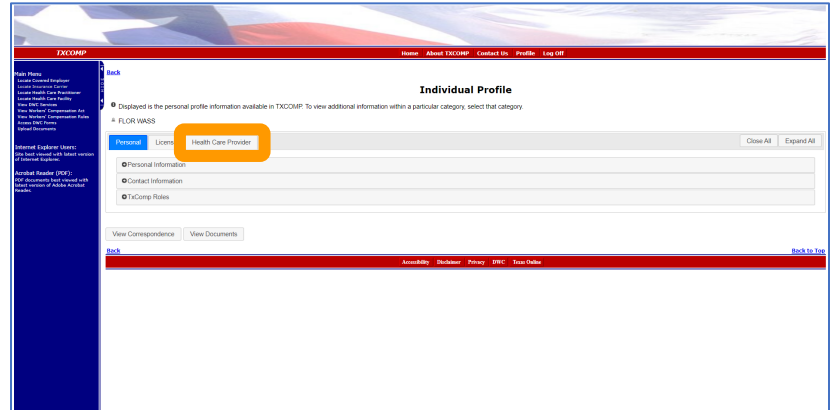 TXCOMP
Home About TXCOMP Contact Us Profile Log Off
Main Menu
Locate Covered Employer
Locate Insurance Carrier
Locate Health Care Practitioner
Locate Health Care Facility
View DWC Services
View Workers' Compensation Act
View Workers' Compensation Rules
Access DWC Forms
Upload Documents
Internet Explorer Users:
Site best viewed with latest version
of Internet Explorer.
Acrobat Reader (PDF):
PDF documents best viewed with
latest version of Adobe Acrobat
Reader.
Back
Individual Profile
Displayed is the personal profile information available in TXCOMP. To view additional information within a particular category, select that category.
FLOR WASS
Personal Licens Health Care Provider Close All Expand All
Personal Information
Contact Information
TxComp Roles
View Correspondence View Documents
Back Back to Top
Accessibility Disclaimer Privacy DWC Texas Online